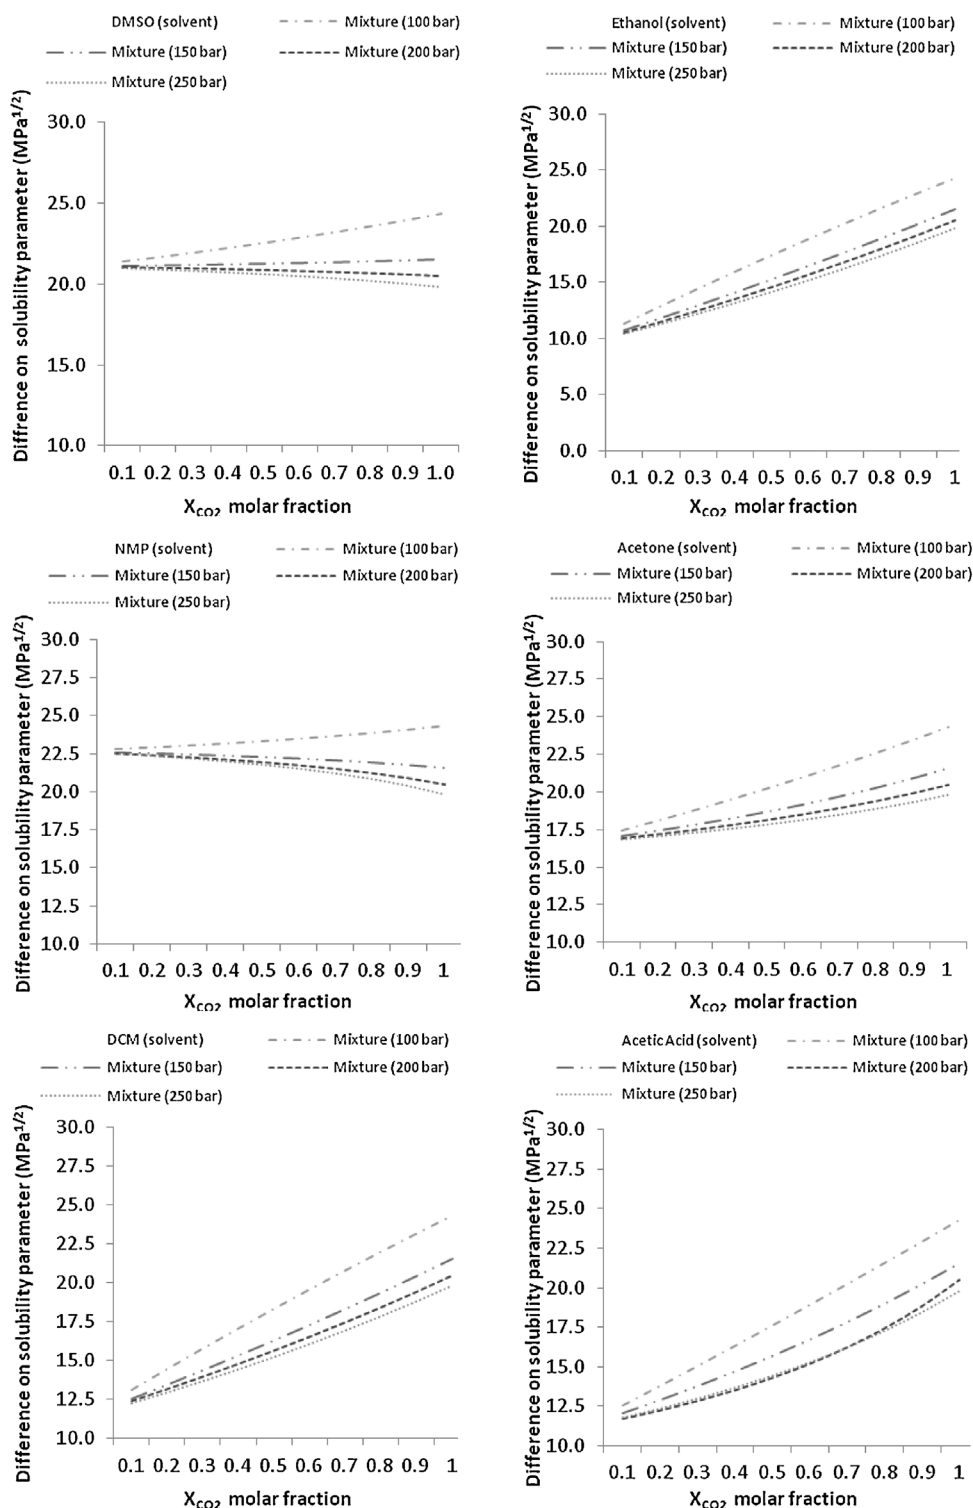 DMSO (solvent) Mixture (100 bar)
Mixture (150 bar) Mixture (200 bar)
Mixture (250 bar)
Diffrence on solubility parameter (MPa1/2)
30.0
25.0
20.0
15.0
10.0
0.1 0.2 0.3 0.4 0.5 0.6 0.7 0.8 0.9 1.0
XCO2 molar fraction
Ethanol (solvent) Mixture (100 bar)
Mixture (150 bar) Mixture (200 bar)
Mixture (250 bar)
Difference on solubility parameter (MPa1/2)
30.0
25.0
20.0
15.0
10.0
5.0
0.0
0.1 0.2 0.3 0.4 0.5 0.6 0.7 0.8 0.9 1
XCO2 molar fraction
NMP (solvent) Mixture (100 bar)
Mixture (150 bar) Mixture (200 bar)
Mixture (250 bar)
Difference on solubility parameter (MPa1/2)
30.0
27.5
25.0
22.5
20.0
17.5
15.0
12.5
10.0
0.1 0.2 0.3 0.4 0.5 0.6 0.7 0.8 0.9 1
XCO2 molar fraction
Acetone (solvent) Mixture (100 bar)
Mixture (150 bar) Mixture (200 bar)
Mixture (250 bar)
Difference on solubility parameter (MPa1/2)
30.0
27.5
25.0
22.5
20.0
17.5
15.0
12.5
10.0
0.1 0.2 0.3 0.4 0.5 0.6 0.7 0.8 0.9 1
XCO2 molar fraction
DCM (solvent) Mixture (100 bar)
Mixture (150 bar) Mixture (200 bar)
Mixture (250 bar)
Difference on solubility parameter (MPa1/2)
30.0
27.5
25.0
22.5
20.0
17.5
15.0
12.5
10.0
0.1 0.2 0.3 0.4 0.5 0.6 0.7 0.8 0.9 1
XCO2 molar fraction
Acetic Acid (solvent) Mixture (100 bar)
Mixture (150 bar) Mixture (200 bar)
Mixture (250 bar)
Difference on solubility parameter (MPa1/2)
30.0
27.5
25.0
22.5
20.0
17.5
15.0
12.5
10.0
0.1 0.2 0.3 0.4 0.5 0.6 0.7 0.8 0.9 1
XCO2 molar fraction